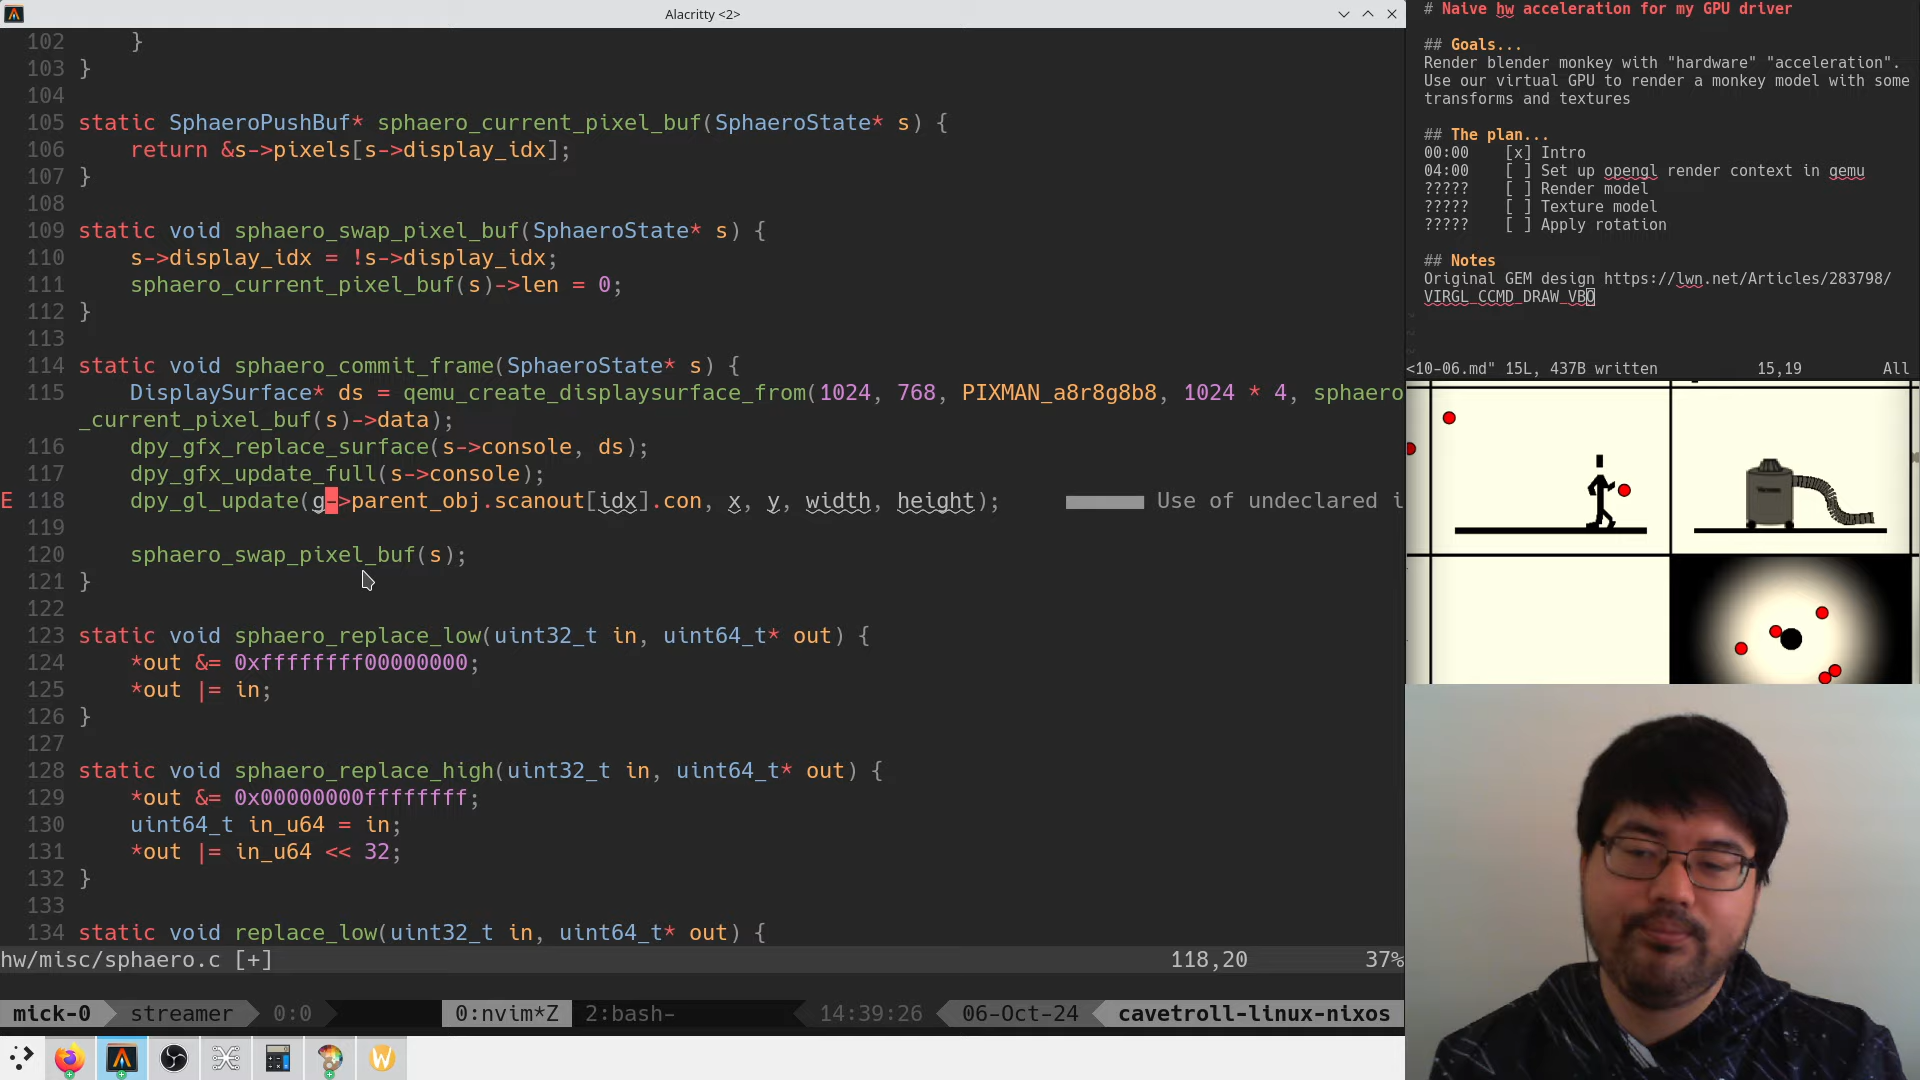 Alacritty <2>
102 }
103 }
104
105 static SphaeroPushBuf* sphaero_current_pixel_buf(SphaeroState* s) {
106 return &s->pixels[s->display_idx];
107 }
108
109 static void sphaero_swap_pixel_buf(SphaeroState* s) {
110 s->display_idx = !s->display_idx;
111 sphaero_current_pixel_buf(s)->len = 0;
112 }
113
114 static void sphaero_commit_frame(SphaeroState* s) {
115 DisplaySurface* ds = qemu_create_displaysurface_from(1024, 768, PIXMAN_a8r8g8b8, 1024 * 4, sphaero
_current_pixel_buf(s)->data);
116 dpy_gfx_replace_surface(s->console, ds);
117 dpy_gfx_update_full(s->console);
E 118 dpy_gl_update(g->parent_obj.scanout[idx].con, x, y, width, height); Use of undeclared i
119
120 sphaero_swap_pixel_buf(s);
121 }
122
123 static void sphaero_replace_low(uint32_t in, uint64_t* out) {
124 *out &= 0xffffffff00000000;
125 *out |= in;
126 }
127
128 static void sphaero_replace_high(uint32_t in, uint64_t* out) {
129 *out &= 0x00000000ffffffff;
130 uint64_t in_u64 = in;
131 *out |= in_u64 << 32;
132 }
133
134 static void replace_low(uint32_t in, uint64_t* out) {
hw/misc/sphaero.c [+] 118,20 37%
mick-0 streamer 0:0 0:nvim*Z 2:bash- 14:39:26 06-Oct-24 cavetroll-linux-nixos
# Naive hw acceleration for my GPU driver
## Goals...
Render blender monkey with "hardware" "acceleration".
Use our virtual GPU to render a monkey model with some
transforms and textures
## The plan...
00:00 [x] Intro
04:00 [ ] Set up opengl render context in qemu
????? [ ] Render model
????? [ ] Texture model
????? [ ] Apply rotation
## Notes
Original GEM design https://lwn.net/Articles/283798/
VIRGL_CCMD_DRAW_VBO
~
~
~
<10-06.md" 15L, 437B written 15,19 All